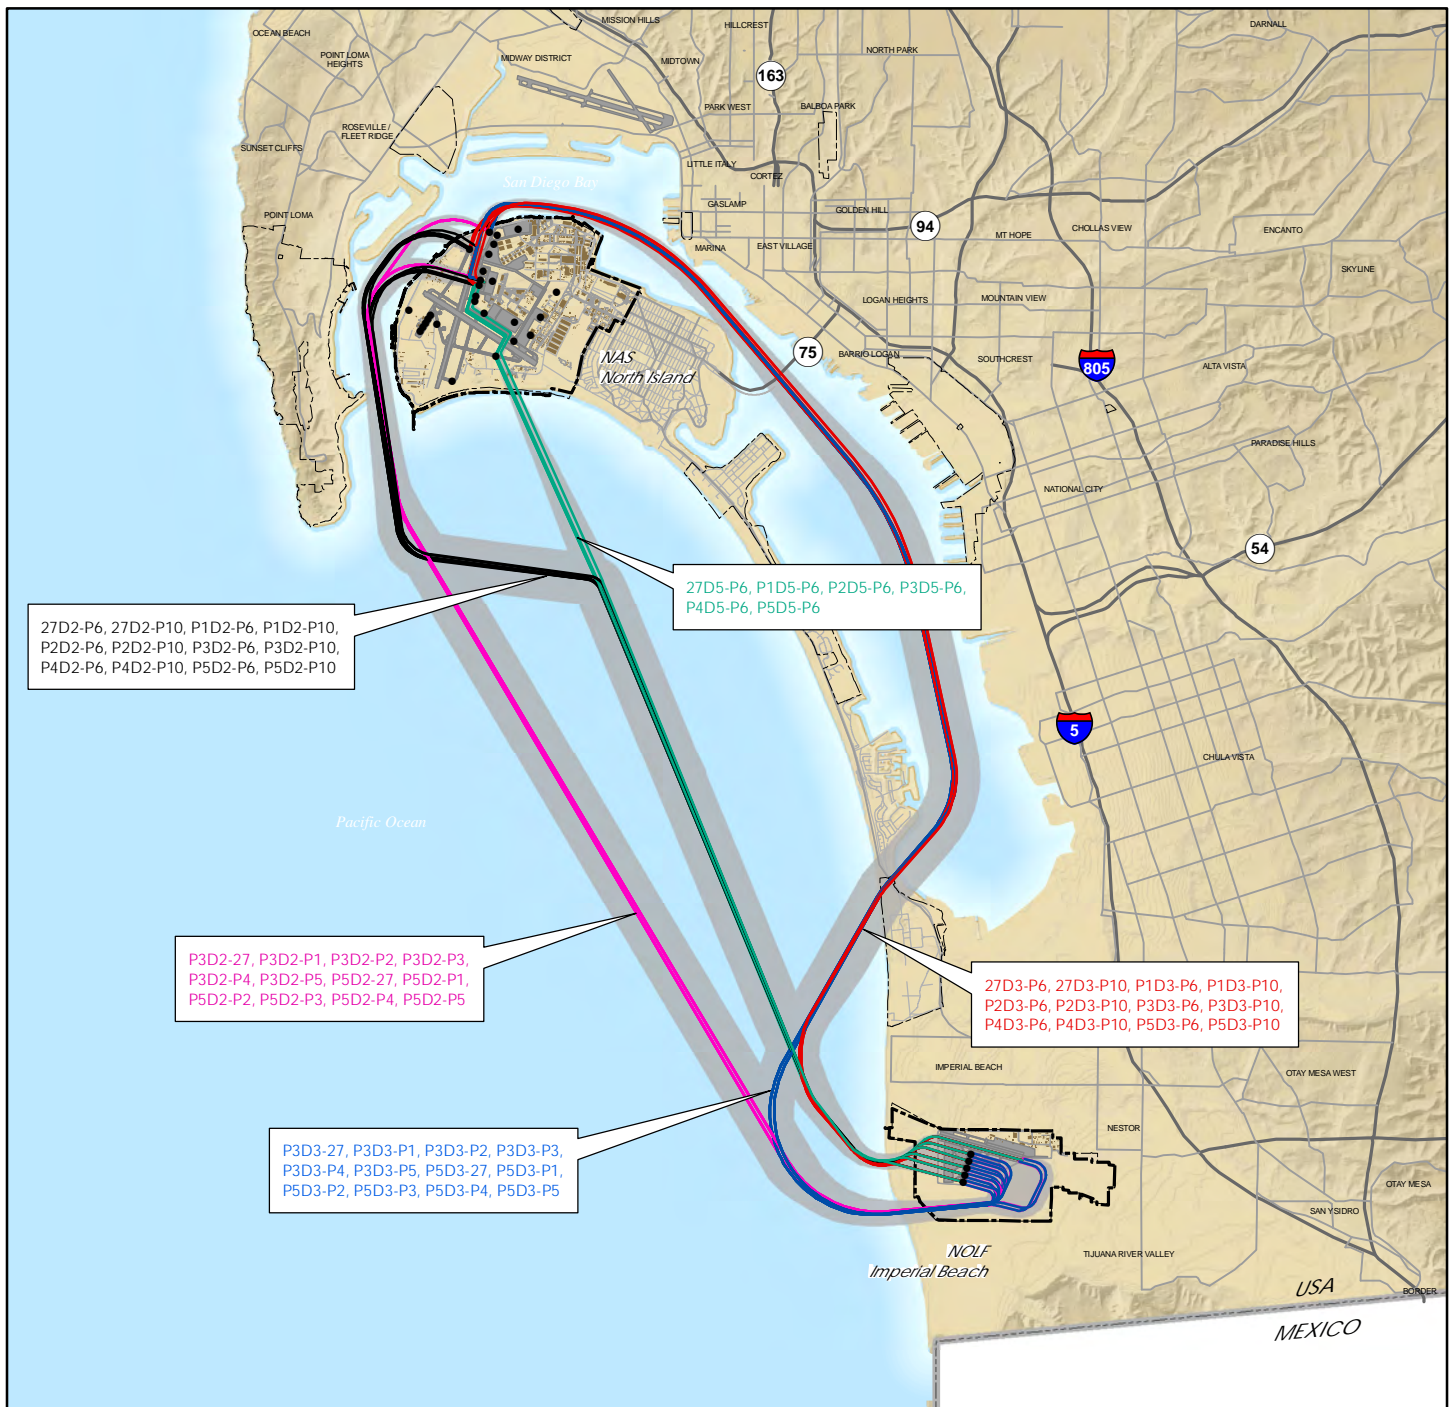 OCEAN BEACH
MISSION HILLS
HILLCREST
DARNALL
POINT LOMA
HEIGHTS
MIDWAY DISTRICT
MIDTOWN
NORTH PARK
163
PARK WEST
BALBOA PARK
ROSEVILLE /
FLEET RIDGE
SUNSET CLIFFS
LITTLE ITALY
CORTEZ
San Diego Bay
GASLAMP
GOLDEN HILL
POINT LOMA
94
MT HOPE
CHOLLAS VIEW
ENCANTO
MARINA
EAST VILLAGE
SKYLINE
LOGAN HEIGHTS
MOUNTAIN VIEW
75
BARRIO LOGAN
SOUTHCREST
805
ALTA VISTA
NAS
North Island
PARADISE HILLS
NATIONAL CITY
54
27D5-P6, P1D5-P6, P2D5-P6, P3D5-P6,
P4D5-P6, P5D5-P6
27D2-P6, 27D2-P10, P1D2-P6, P1D2-P10,
P2D2-P6, P2D2-P10, P3D2-P6, P3D2-P10,
P4D2-P6, P4D2-P10, P5D2-P6, P5D2-P10
5
CHULA VISTA
Pacific Ocean
P3D2-27, P3D2-P1, P3D2-P2, P3D2-P3,
P3D2-P4, P3D2-P5, P5D2-27, P5D2-P1,
P5D2-P2, P5D2-P3, P5D2-P4, P5D2-P5
27D3-P6, 27D3-P10, P1D3-P6, P1D3-P10,
P2D3-P6, P2D3-P10, P3D3-P6, P3D3-P10,
P4D3-P6, P4D3-P10, P5D3-P6, P5D3-P10
IMPERIAL BEACH
OTAY MESA WEST
P3D3-27, P3D3-P1, P3D3-P2, P3D3-P3,
P3D3-P4, P3D3-P5, P5D3-27, P5D3-P1,
P5D3-P2, P5D3-P3, P5D3-P4, P5D3-P5
NESTOR
OTAY MESA
SAN YSIDRO
NOLF
Imperial Beach
TIJUANA RIVER VALLEY
USA
BORDER
MEXICO